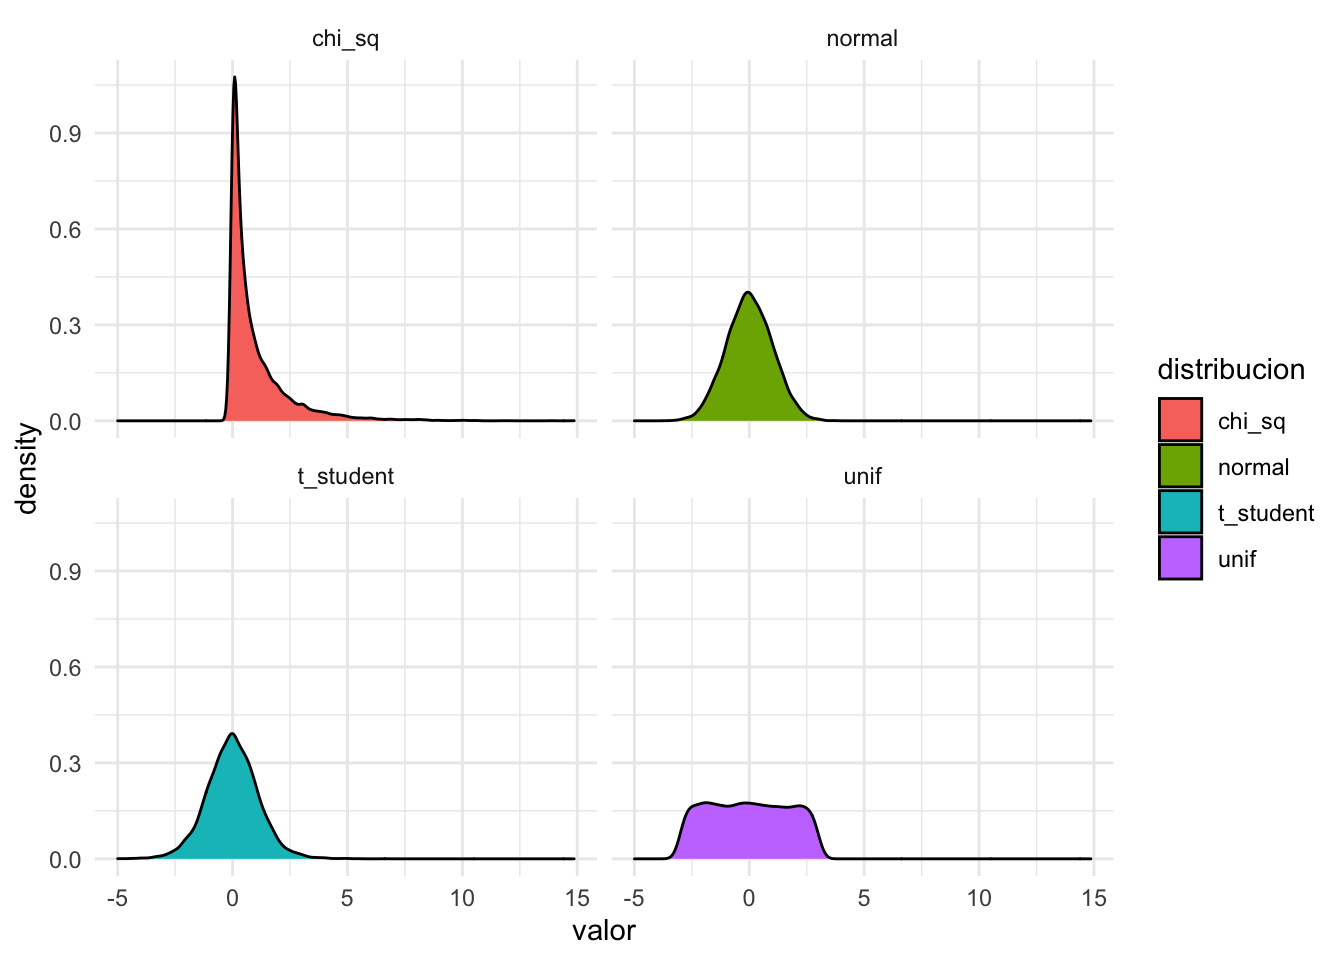 chi_sq
normal
0.9
0.6
0.3
0.0
t_student
unif
0.9
0.6
0.3
0.0
-5 0 5 10 15
-5 0 5 10 15
valor
density
distribucion
chi_sq
normal
t_student
unif